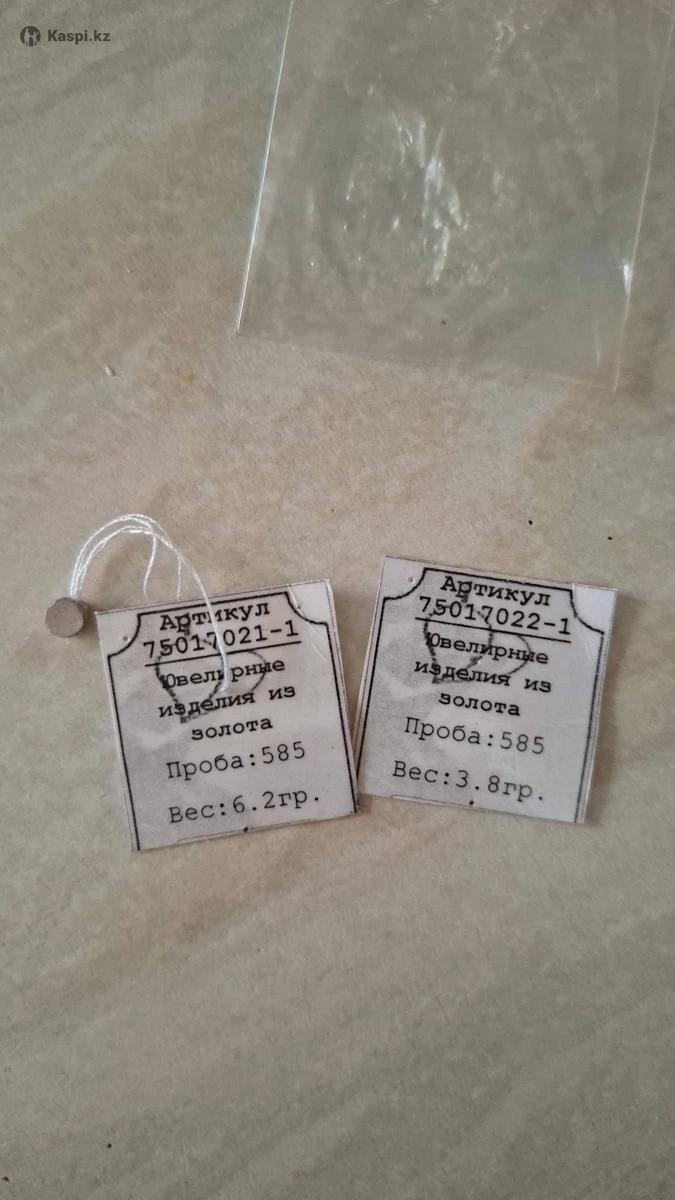 Kaspi.kz
Артикул
75017021-1
Ювелирные
изделия из
золота
Проба:585
Вес:6.2гр.
Артикул
75017022-1
Ювелирные
изделия из
золота
Проба:585
Вес:3.8гр.